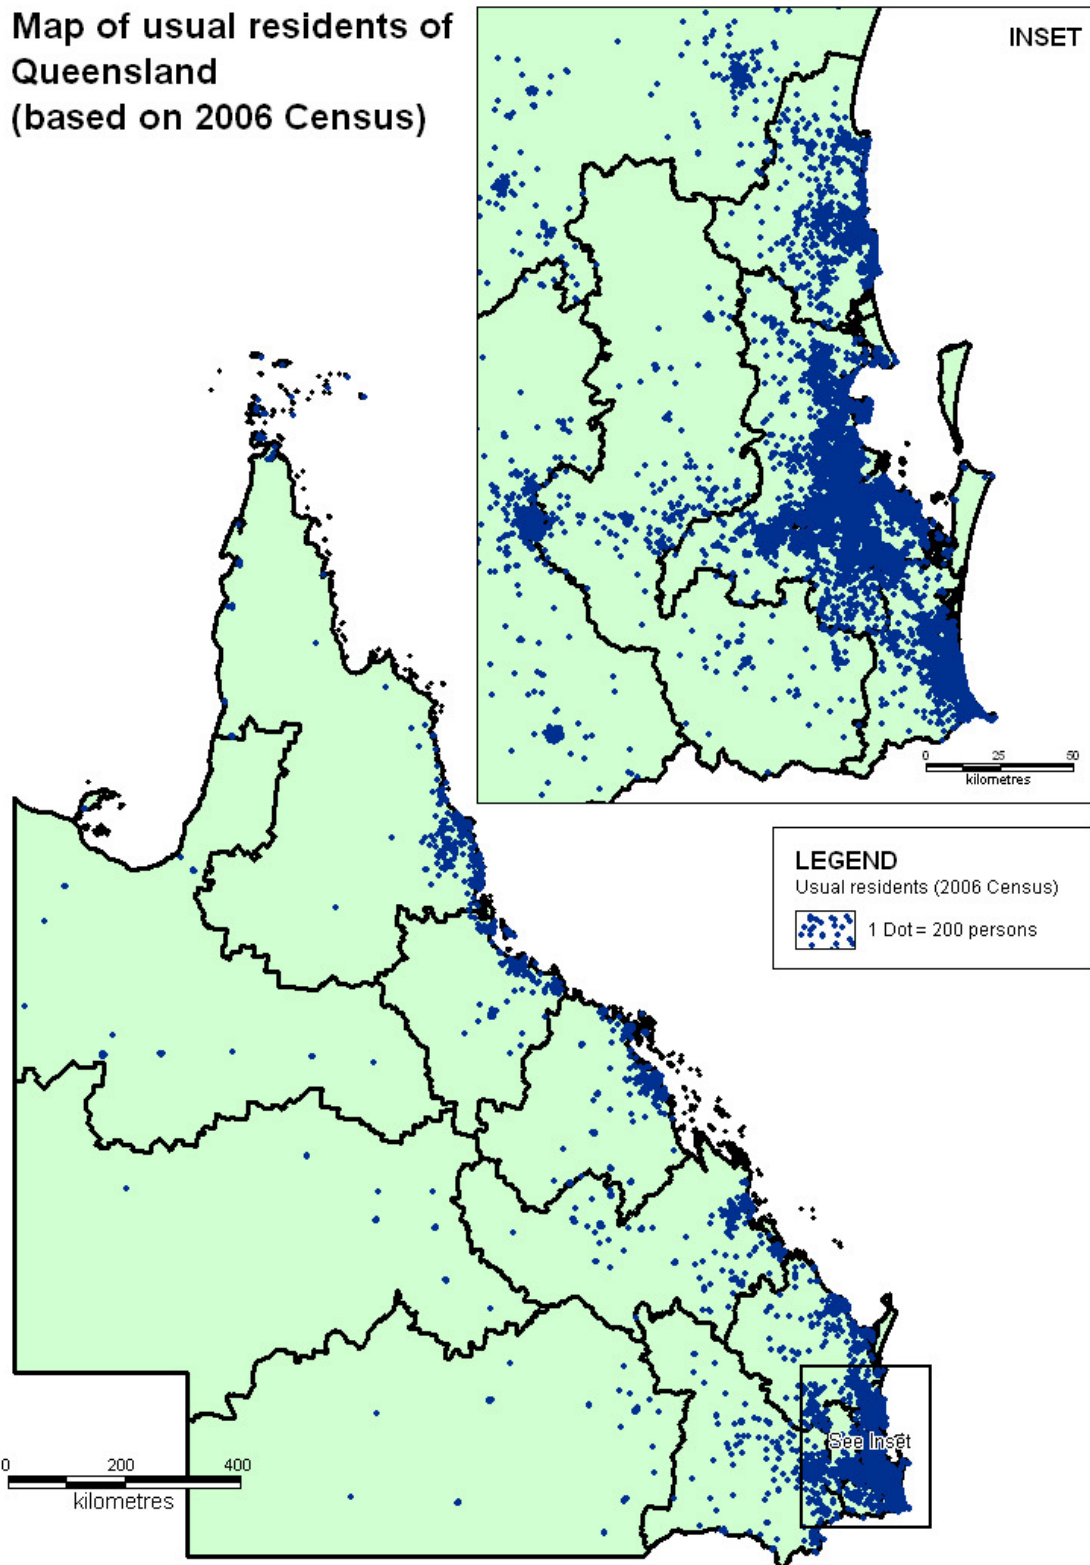 Map of usual residents of
Queensland
(based on 2006 Census)
INSET
0 25 50
kilometres
LEGEND
Usual residents (2006 Census)
1 Dot = 200 persons
See Inset
0 200 400
kilometres